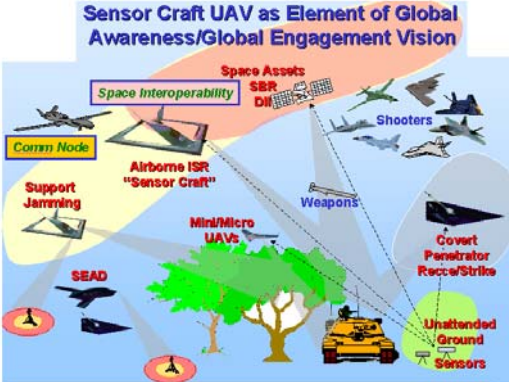 Sensor Craft UAV as Element of Global
Awareness/Global Engagement Vision
Space Assets
SBR
DII
Space Interoperability
Shooters
Comm Node
Airborne ISR
"Sensor Craft"
Support
Jamming
Weapons
Mini/Micro
UAVs
Covert
Penetrator
Recce/Strike
SEAD
Unattended
Ground
Sensors